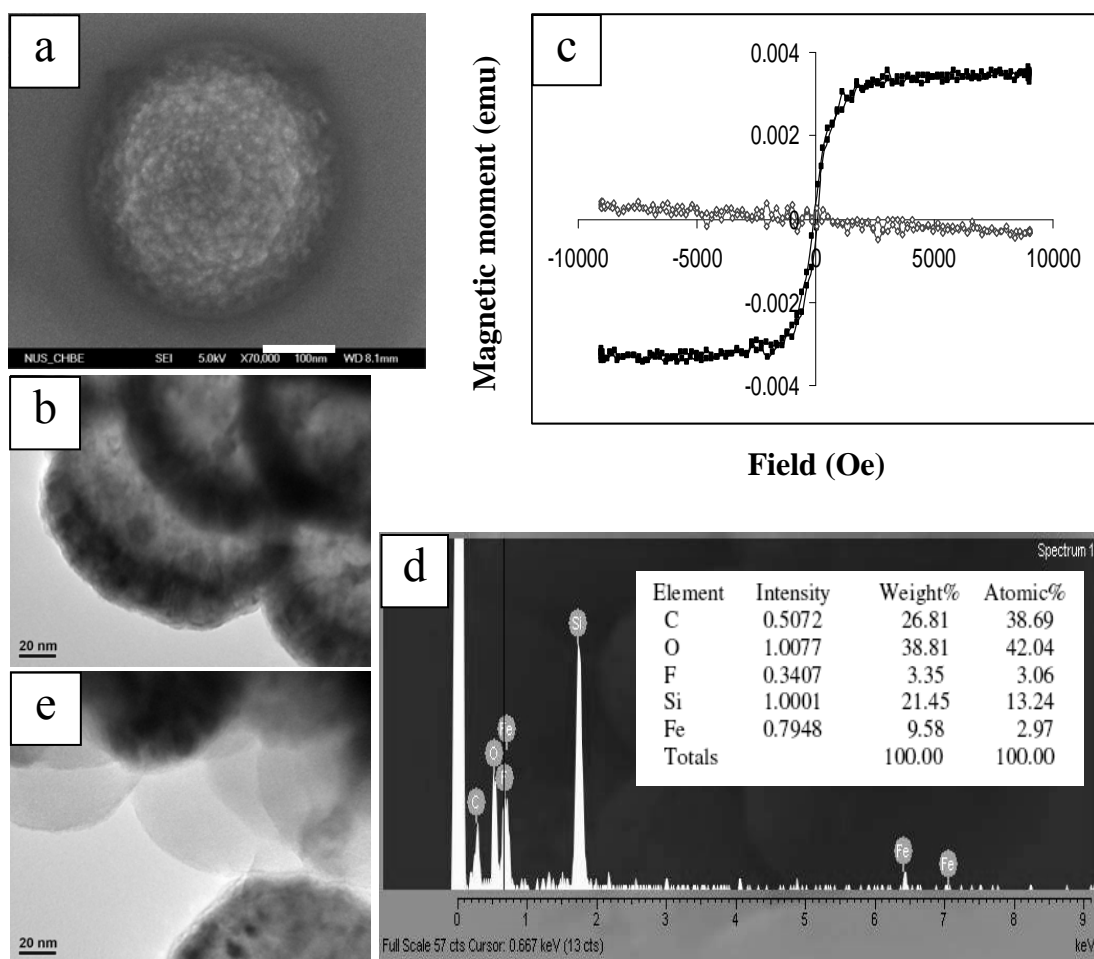 a
NUS_CHBE SEI 5.0kV X70,000 100nm WD 8.1mm
b
20 nm
e
20 nm
c
Magnetic moment (emu)
0.004
0.002
0
-0.002
-0.004
-10000 -5000 0 5000 10000
Field (Oe)
d
Spectrum 1
Element Intensity Weight% Atomic%
C 0.5072 26.81 38.69
O 1.0077 38.81 42.04
F 0.3407 3.35 3.06
Si 1.0001 21.45 13.24
Fe 0.7948 9.58 2.97
Totals 100.00 100.00
Si
Fe
O
F
C
Fe
Fe
0 1 2 3 4 5 6 7 8 9
Full Scale 57 cts Cursor: 0.667 keV (13 cts) keV